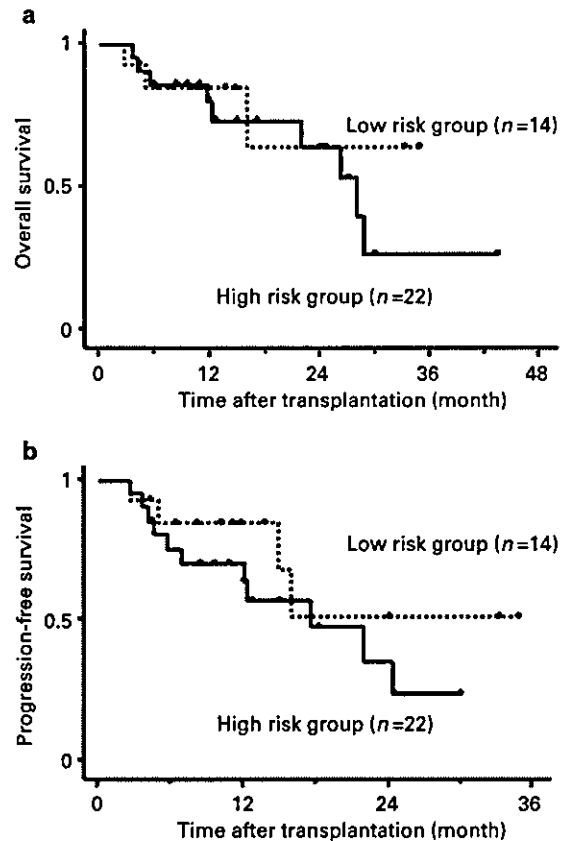 a
1
Overall survival
Low risk group (n=14)
0.5
High risk group (n=22)
0
0 12 24 36 48
Time after transplantation (month)
b
1
Progression-free survival
Low risk group (n=14)
0.5
High risk group (n=22)
0
0 12 24 36
Time after transplantation (month)